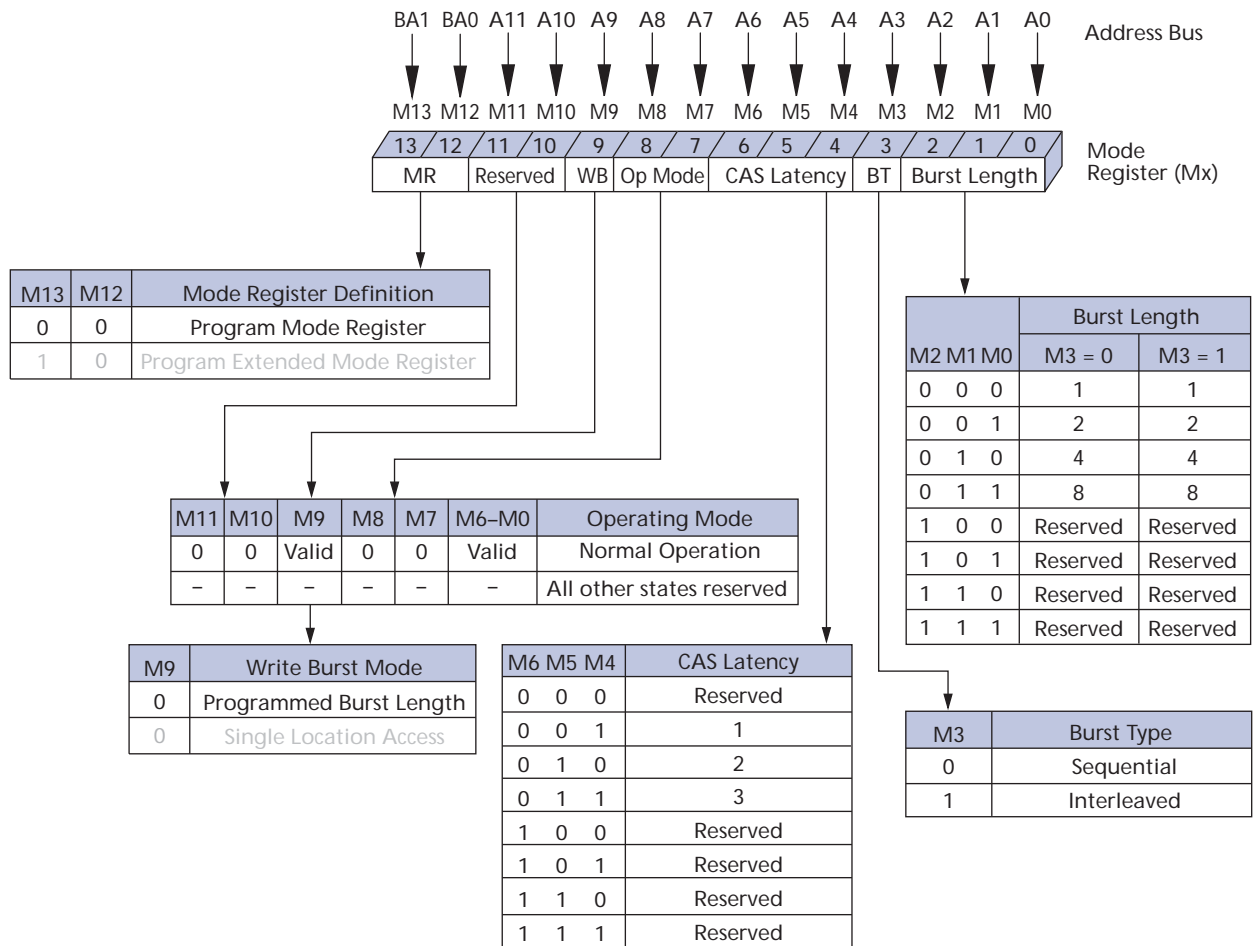 BA1 BA0 A11 A10 A9 A8 A7 A6 A5 A4 A3 A2 A1 A0
Address Bus
M13 M12 M11 M10 M9 M8 M7 M6 M5 M4 M3 M2 M1 M0
13 12 11 10 9 8 7 6 5 4 3 2 1 0
MR Reserved WB Op Mode CAS Latency BT Burst Length
Mode
Register (Mx)
M13 M12 Mode Register Definition
0 0 Program Mode Register
1 0 Program Extended Mode Register
Burst Length
M2 M1 M0 M3 = 0 M3 = 1
0 0 0 1 1
0 0 1 2 2
0 1 0 4 4
0 1 1 8 8
1 0 0 Reserved Reserved
1 0 1 Reserved Reserved
1 1 0 Reserved Reserved
1 1 1 Reserved Reserved
M11 M10 M9 M8 M7 M6–M0 Operating Mode
0 0 Valid 0 0 Valid Normal Operation
– – – – – – All other states reserved
M9 Write Burst Mode
0 Programmed Burst Length
0 Single Location Access
M6 M5 M4 CAS Latency
0 0 0 Reserved
0 0 1 1
0 1 0 2
0 1 1 3
1 0 0 Reserved
1 0 1 Reserved
1 1 0 Reserved
1 1 1 Reserved
M3 Burst Type
0 Sequential
1 Interleaved